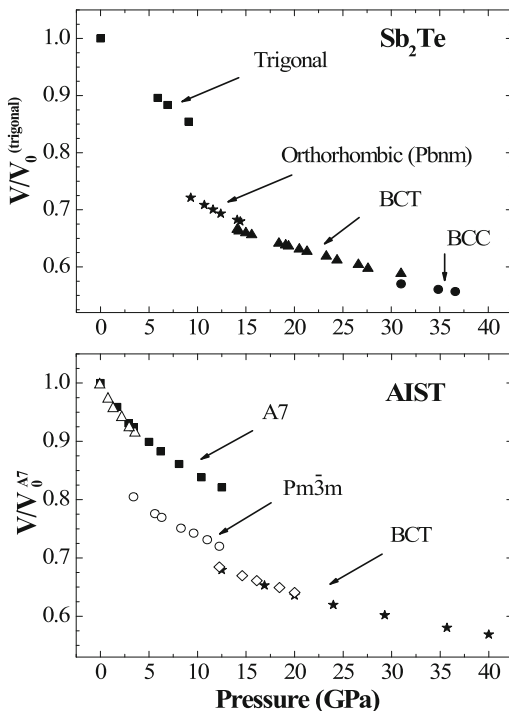 1.0
Sb₂Te
Trigonal
0.9
0.8
Orthorhombic (Pbnm)
0.7
BCT
BCC
0.6
V/V₀⁽ᵗʳⁱᵍᵒⁿᵃˡ⁾
0 5 10 15 20 25 30 35 40
1.0
AIST
A7
0.9
0.8
Pm3̄m
0.7
BCT
0.6
V/V₀ᴬ⁷
0 5 10 15 20 25 30 35 40
Pressure (GPa)